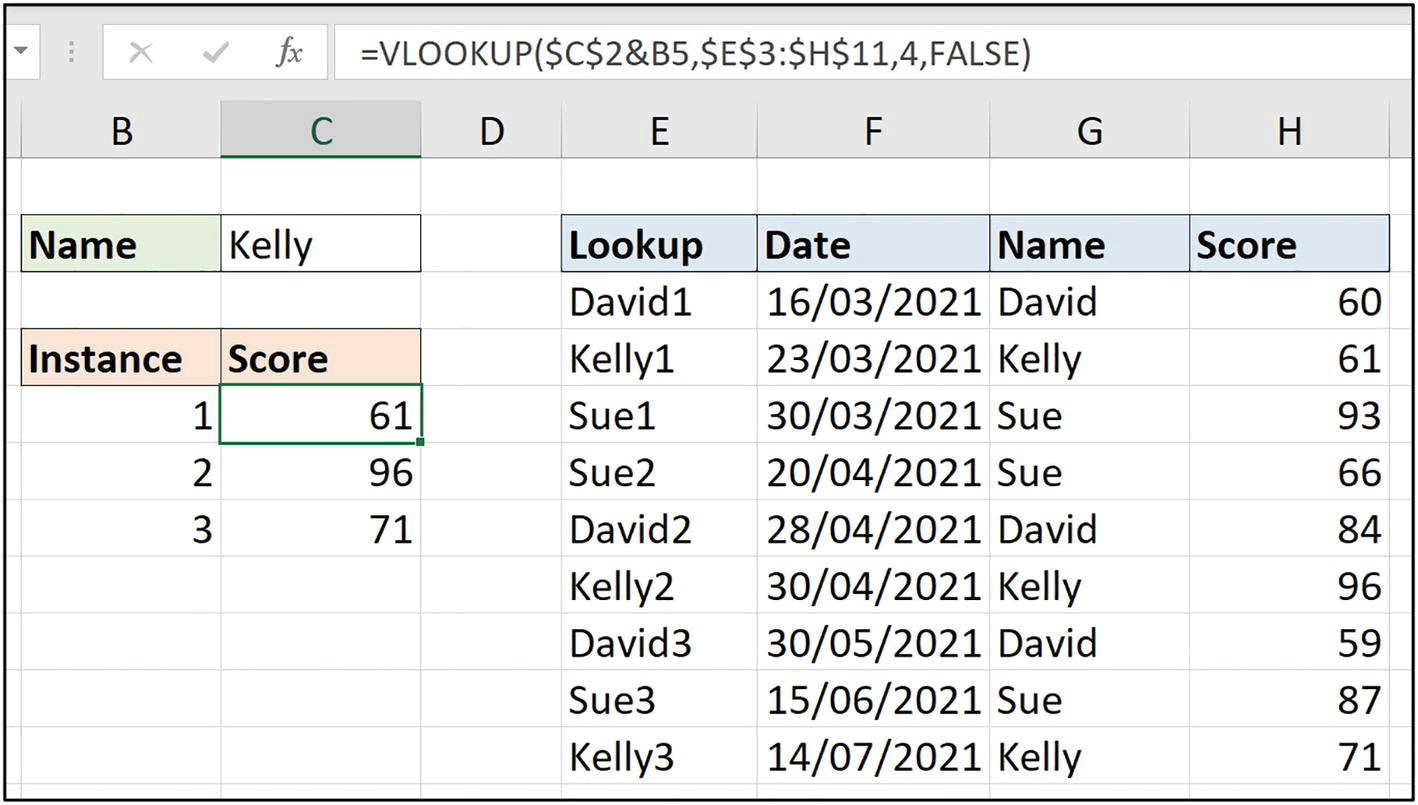 fx =VLOOKUP($C$2&B5,$E$3:$H$11,4,FALSE)
B C D E F G H
Name Kelly Lookup Date Name Score
David1 16/03/2021 David 60
Instance Score Kelly1 23/03/2021 Kelly 61
1 61 Sue1 30/03/2021 Sue 93
2 96 Sue2 20/04/2021 Sue 66
3 71 David2 28/04/2021 David 84
Kelly2 30/04/2021 Kelly 96
David3 30/05/2021 David 59
Sue3 15/06/2021 Sue 87
Kelly3 14/07/2021 Kelly 71